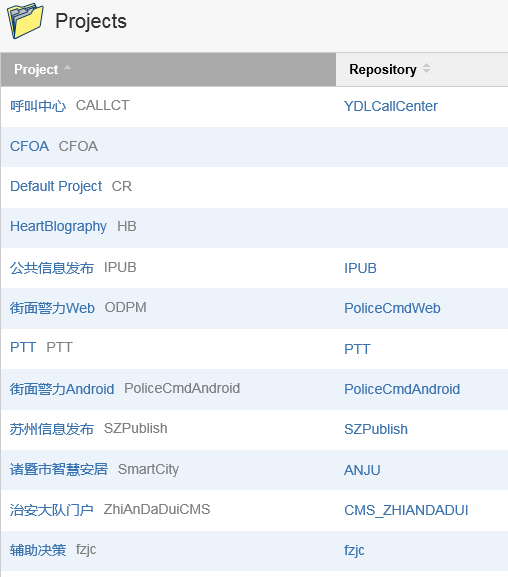 Projects
Project Repository
呼叫中心 CALLCT YDLCallCenter
CFOA CFOA
Default Project CR
HeartBlography HB
公共信息发布 IPUB IPUB
街面警力Web ODPM PoliceCmdWeb
PTT PTT PTT
街面警力Android PoliceCmdAndroid PoliceCmdAndroid
苏州信息发布 SZPublish SZPublish
诸暨市智慧安居 SmartCity ANJU
治安大队门户 ZhiAnDaDuiCMS CMS_ZHIANDADUI
辅助决策 fzjc fzjc